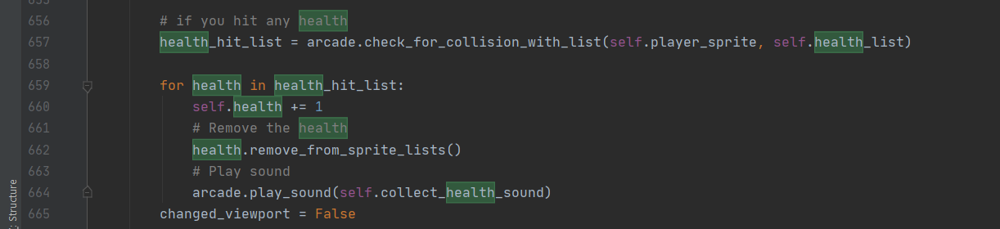 656 # if you hit any health
657 health_hit_list = arcade.check_for_collision_with_list(self.player_sprite, self.health_list)
658
659 for health in health_hit_list:
660 self.health += 1
661 # Remove the health
662 health.remove_from_sprite_lists()
663 # Play sound
664 arcade.play_sound(self.collect_health_sound)
665 changed_viewport = False
Structure